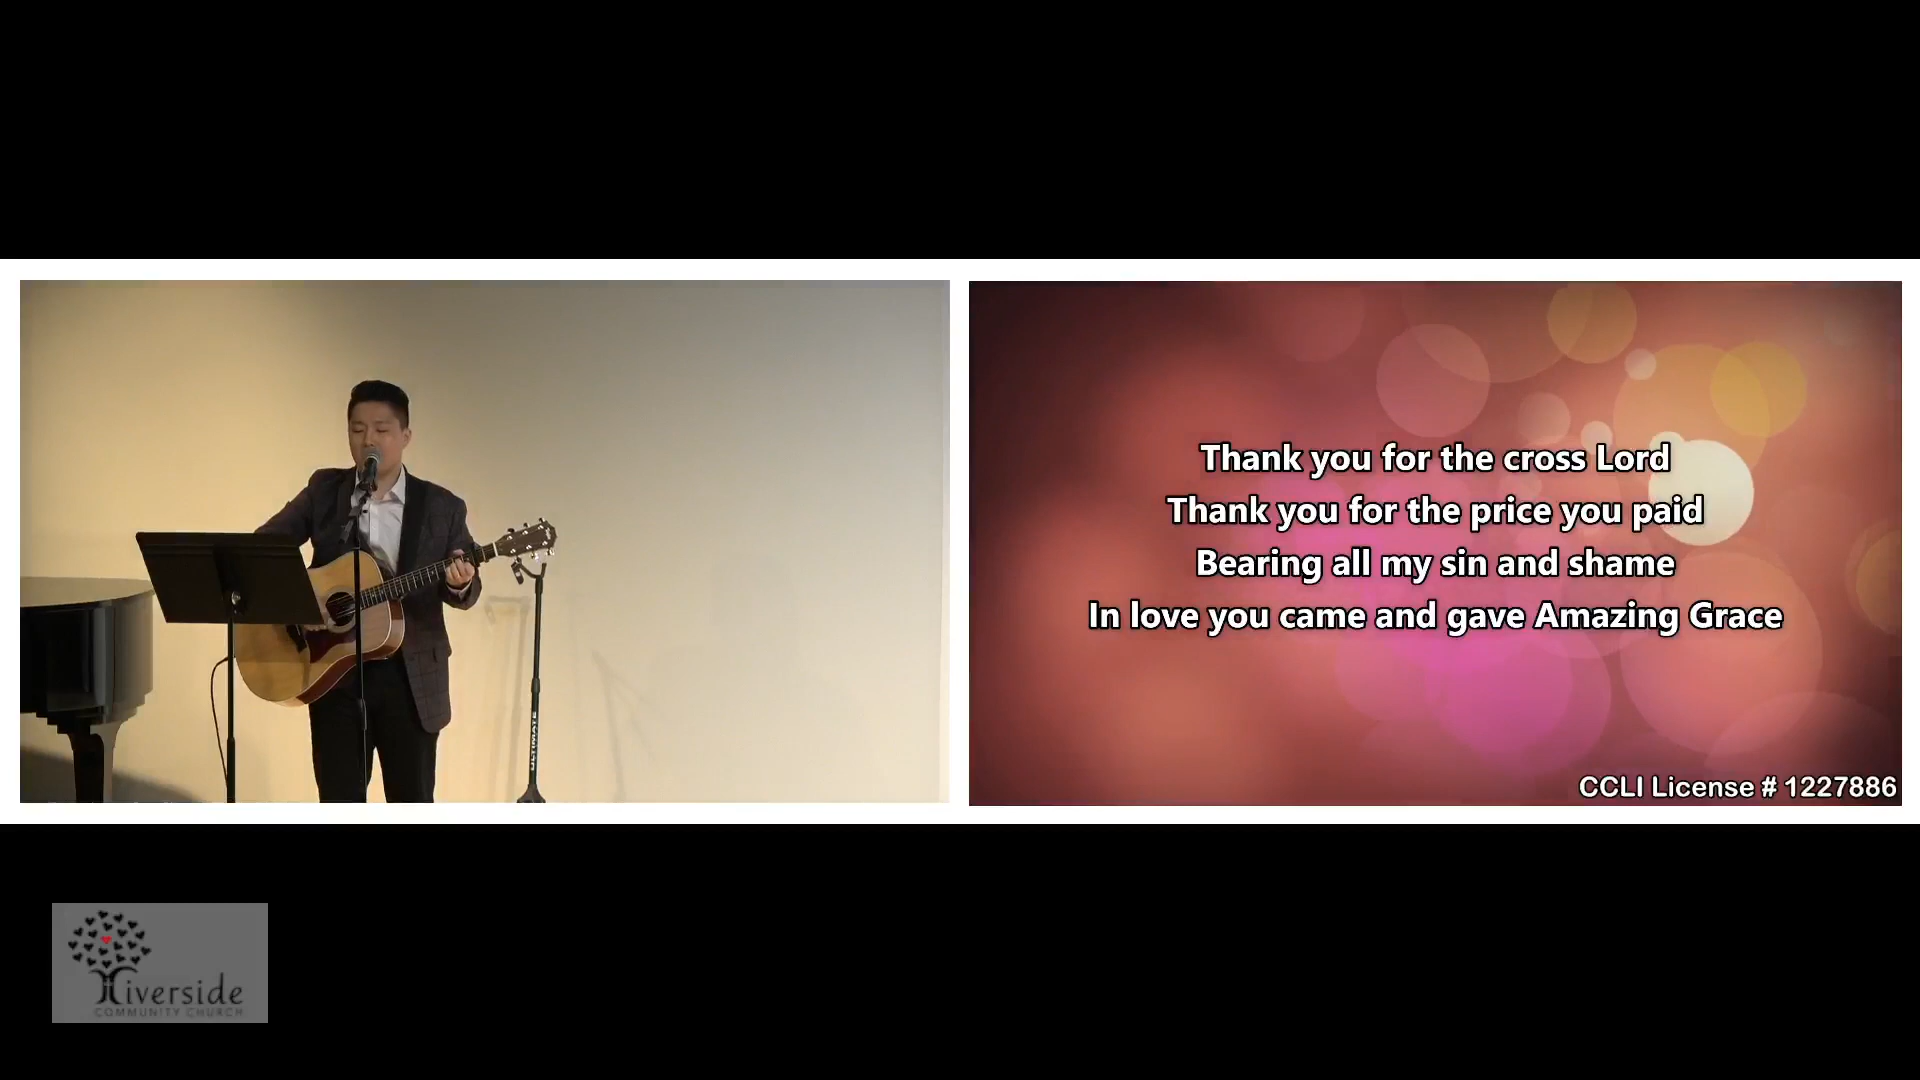 Thank you for the cross Lord
Thank you for the price you paid
Bearing all my sin and shame
In love you came and gave Amazing Grace
CCLI License # 1227886
ULTIMATE
Riverside
COMMUNITY CHURCH